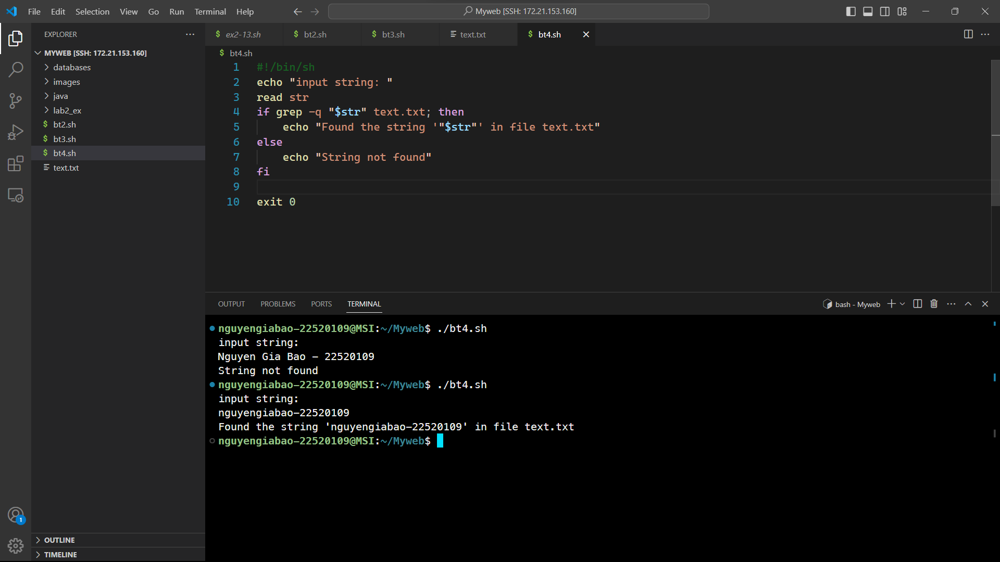 File Edit Selection View Go Run Terminal Help
Myweb [SSH: 172.21.153.160]
EXPLORER
MYWEB [SSH: 172.21.153.160]
databases
images
java
lab2_ex
$ bt2.sh
$ bt3.sh
$ bt4.sh
text.txt
OUTLINE
TIMELINE
1
$ ex2-13.sh $ bt2.sh $ bt3.sh text.txt $ bt4.sh
$ bt4.sh
1 #!/bin/sh
2 echo "input string: "
3 read str
4 if grep -q "$str" text.txt; then
5     echo "Found the string '"$str"' in file text.txt"
6 else
7     echo "String not found"
8 fi
9
10 exit 0
OUTPUT PROBLEMS PORTS TERMINAL
bash - Myweb
nguyengiabao-22520109@MSI:~/Myweb$ ./bt4.sh
input string:
Nguyen Gia Bao - 22520109
String not found
nguyengiabao-22520109@MSI:~/Myweb$ ./bt4.sh
input string:
nguyengiabao-22520109
Found the string 'nguyengiabao-22520109' in file text.txt
nguyengiabao-22520109@MSI:~/Myweb$